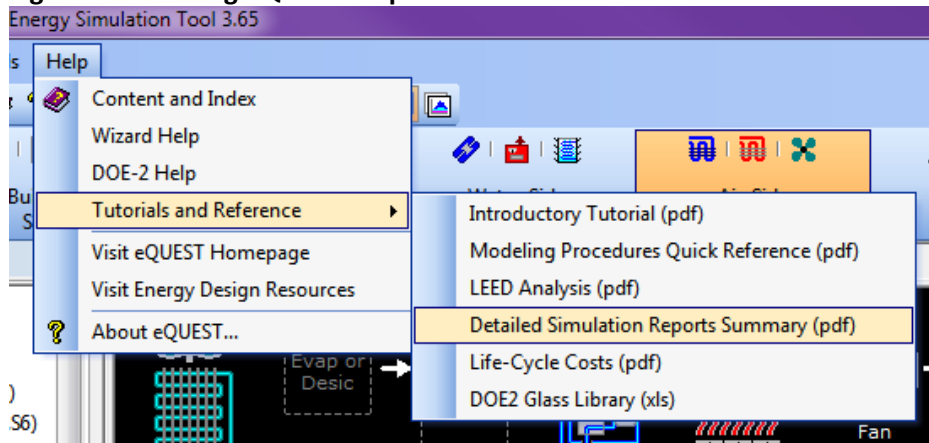 Energy Simulation Tool 3.65
s Help
Content and Index
Wizard Help
DOE-2 Help
Tutorials and Reference
Visit eQUEST Homepage
Visit Energy Design Resources
About eQUEST...
Introductory Tutorial (pdf)
Modeling Procedures Quick Reference (pdf)
LEED Analysis (pdf)
Detailed Simulation Reports Summary (pdf)
Life-Cycle Costs (pdf)
DOE2 Glass Library (xls)
Bu
S
Evap or
Desic
)
S6)
Fan